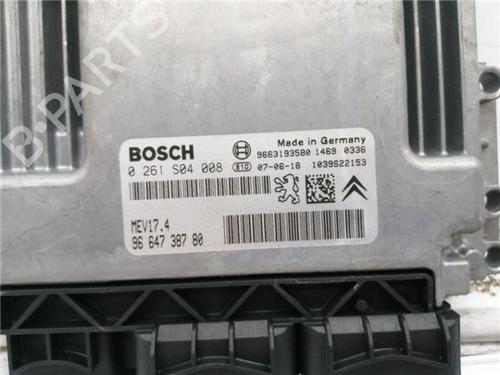 BOSCH
Made in Germany
9663193580 1469 0336
0 261 S04 008 810 07-06-18 1039S22153
MEV17.4
96 647 387 80